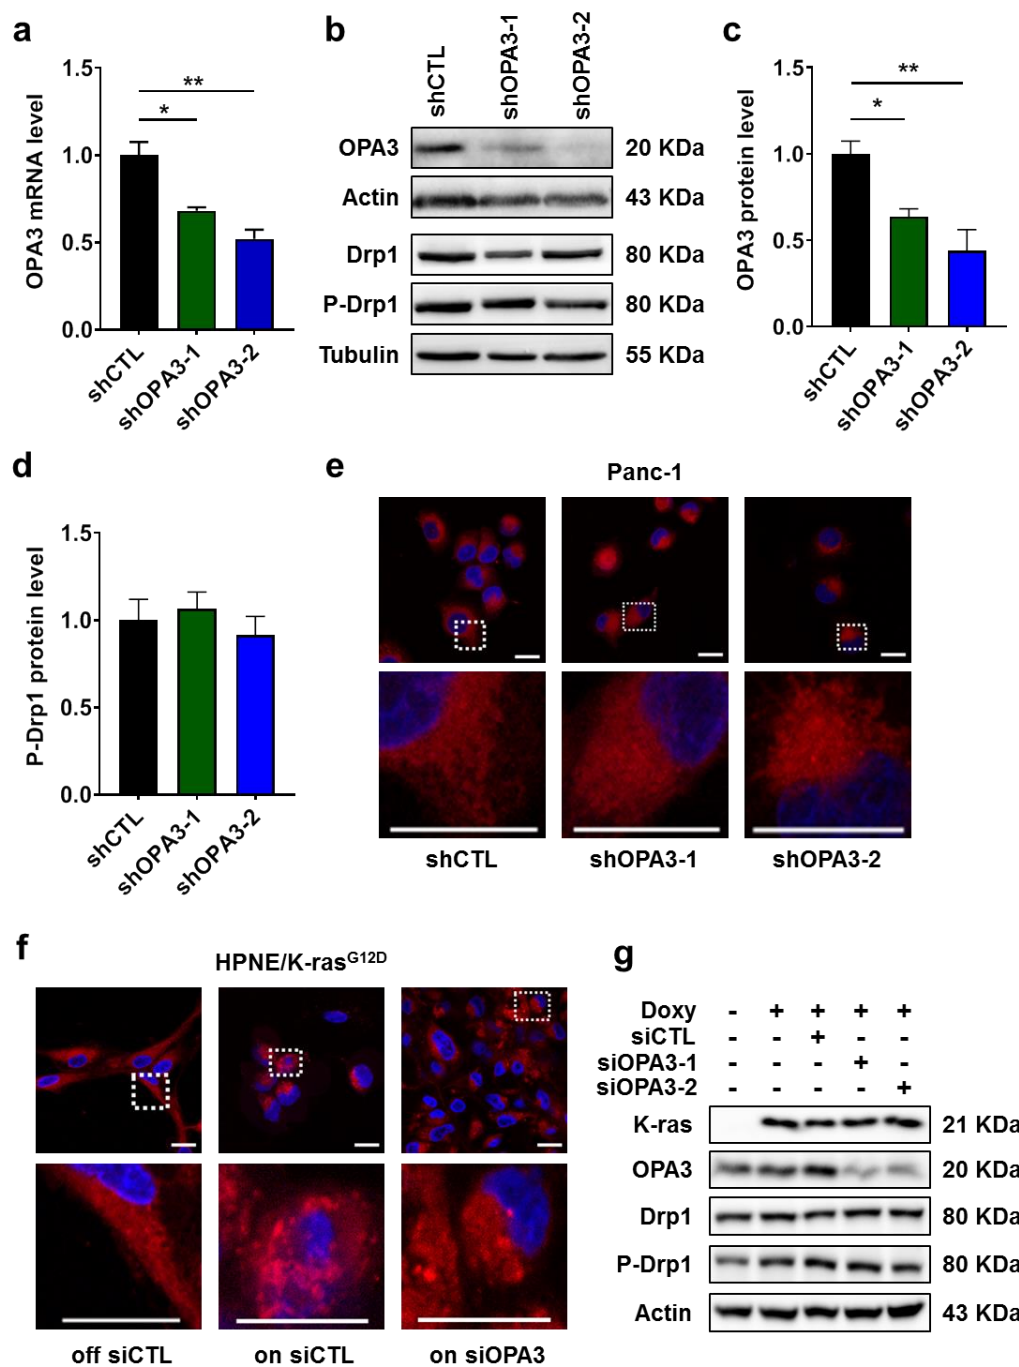 a
OPA3 mRNA level
1.5
1.0
0.5
0.0
*
**
shCTL
shOPA3-1
shOPA3-2
b
shCTL
shOPA3-1
shOPA3-2
OPA3 20 KDa
Actin 43 KDa
Drp1 80 KDa
P-Drp1 80 KDa
Tubulin 55 KDa
c
OPA3 protein level
1.5
1.0
0.5
0.0
*
**
shCTL
shOPA3-1
shOPA3-2
d
P-Drp1 protein level
1.5
1.0
0.5
0.0
shCTL
shOPA3-1
shOPA3-2
e
Panc-1
shCTL shOPA3-1 shOPA3-2
f
HPNE/K-rasG12D
off siCTL on siCTL on siOPA3
g
Doxy - + + + +
siCTL - - + - -
siOPA3-1 - - - + -
siOPA3-2 - - - - +
K-ras 21 KDa
OPA3 20 KDa
Drp1 80 KDa
P-Drp1 80 KDa
Actin 43 KDa